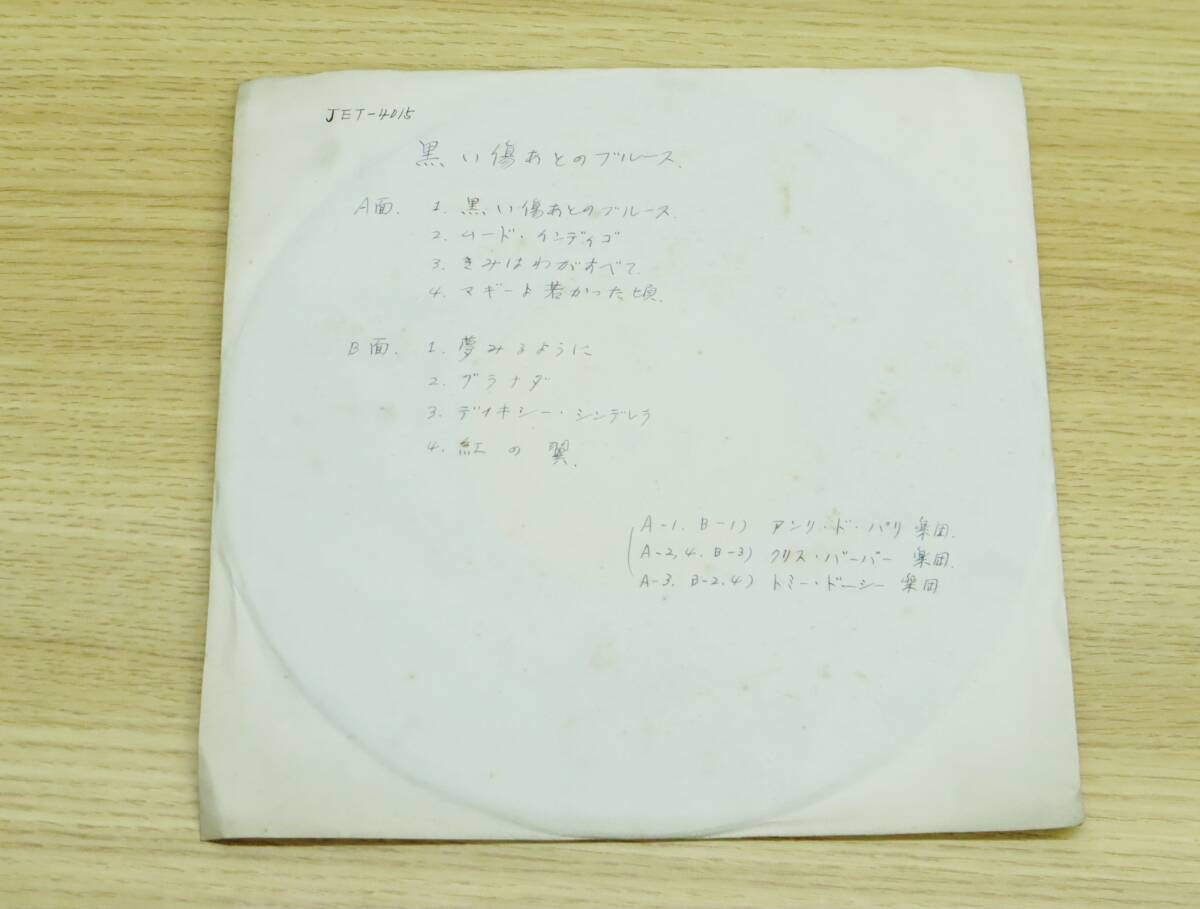 JET-4015
黒い傷あとのブルース.
A面. 1. 黒い傷あとのブルース.
2. ムード・インディゴ
3. きみはわがすべて.
4. マギーよ若かった頃.
B面. 1. 夢みるように
2. グラナダ
3. デイキシー・シンデレラ
4. 紅の翼.
A-1. B-1) アンリ・ド・パリ 楽団.
A-2,4. B-3) クリス・バーバー 楽団.
A-3. B-2.4) トミー・ドーシー 楽団